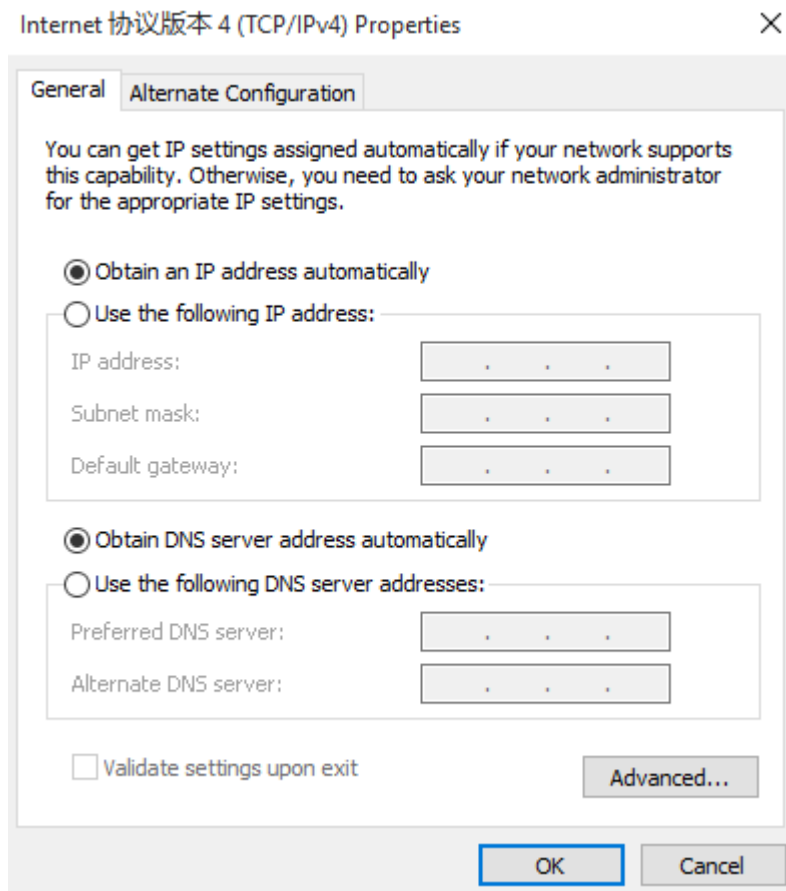 Internet 协议版本 4 (TCP/IPv4) Properties
General
Alternate Configuration
You can get IP settings assigned automatically if your network supports
this capability. Otherwise, you need to ask your network administrator
for the appropriate IP settings.
Obtain an IP address automatically
Use the following IP address:
IP address:
Subnet mask:
Default gateway:
Obtain DNS server address automatically
Use the following DNS server addresses:
Preferred DNS server:
Alternate DNS server:
Validate settings upon exit
Advanced...
OK
Cancel